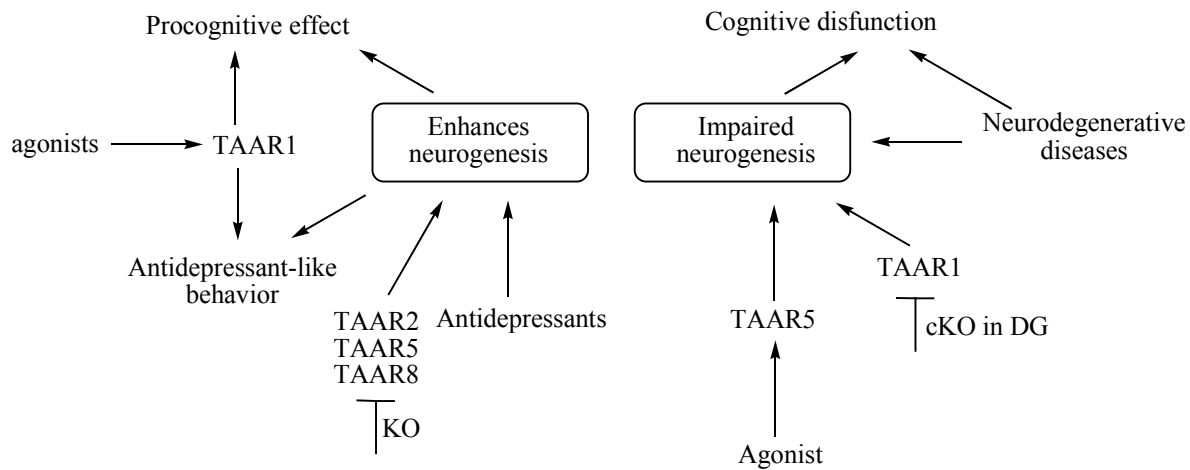 Procognitive effect
Cognitive disfunction
agonists
TAAR1
Enhances
neurogenesis
Impaired
neurogenesis
Neurodegenerative
diseases
Antidepressant-like
behavior
TAAR2
TAAR5
TAAR8
Antidepressants
TAAR5
TAAR1
cKO in DG
KO
Agonist